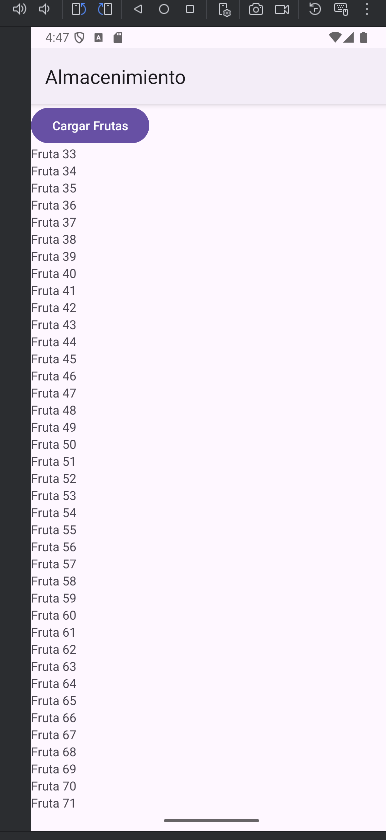 4:47
A
Almacenimiento
Cargar Frutas
Fruta 33
Fruta 34
Fruta 35
Fruta 36
Fruta 37
Fruta 38
Fruta 39
Fruta 40
Fruta 41
Fruta 42
Fruta 43
Fruta 44
Fruta 45
Fruta 46
Fruta 47
Fruta 48
Fruta 49
Fruta 50
Fruta 51
Fruta 52
Fruta 53
Fruta 54
Fruta 55
Fruta 56
Fruta 57
Fruta 58
Fruta 59
Fruta 60
Fruta 61
Fruta 62
Fruta 63
Fruta 64
Fruta 65
Fruta 66
Fruta 67
Fruta 68
Fruta 69
Fruta 70
Fruta 71